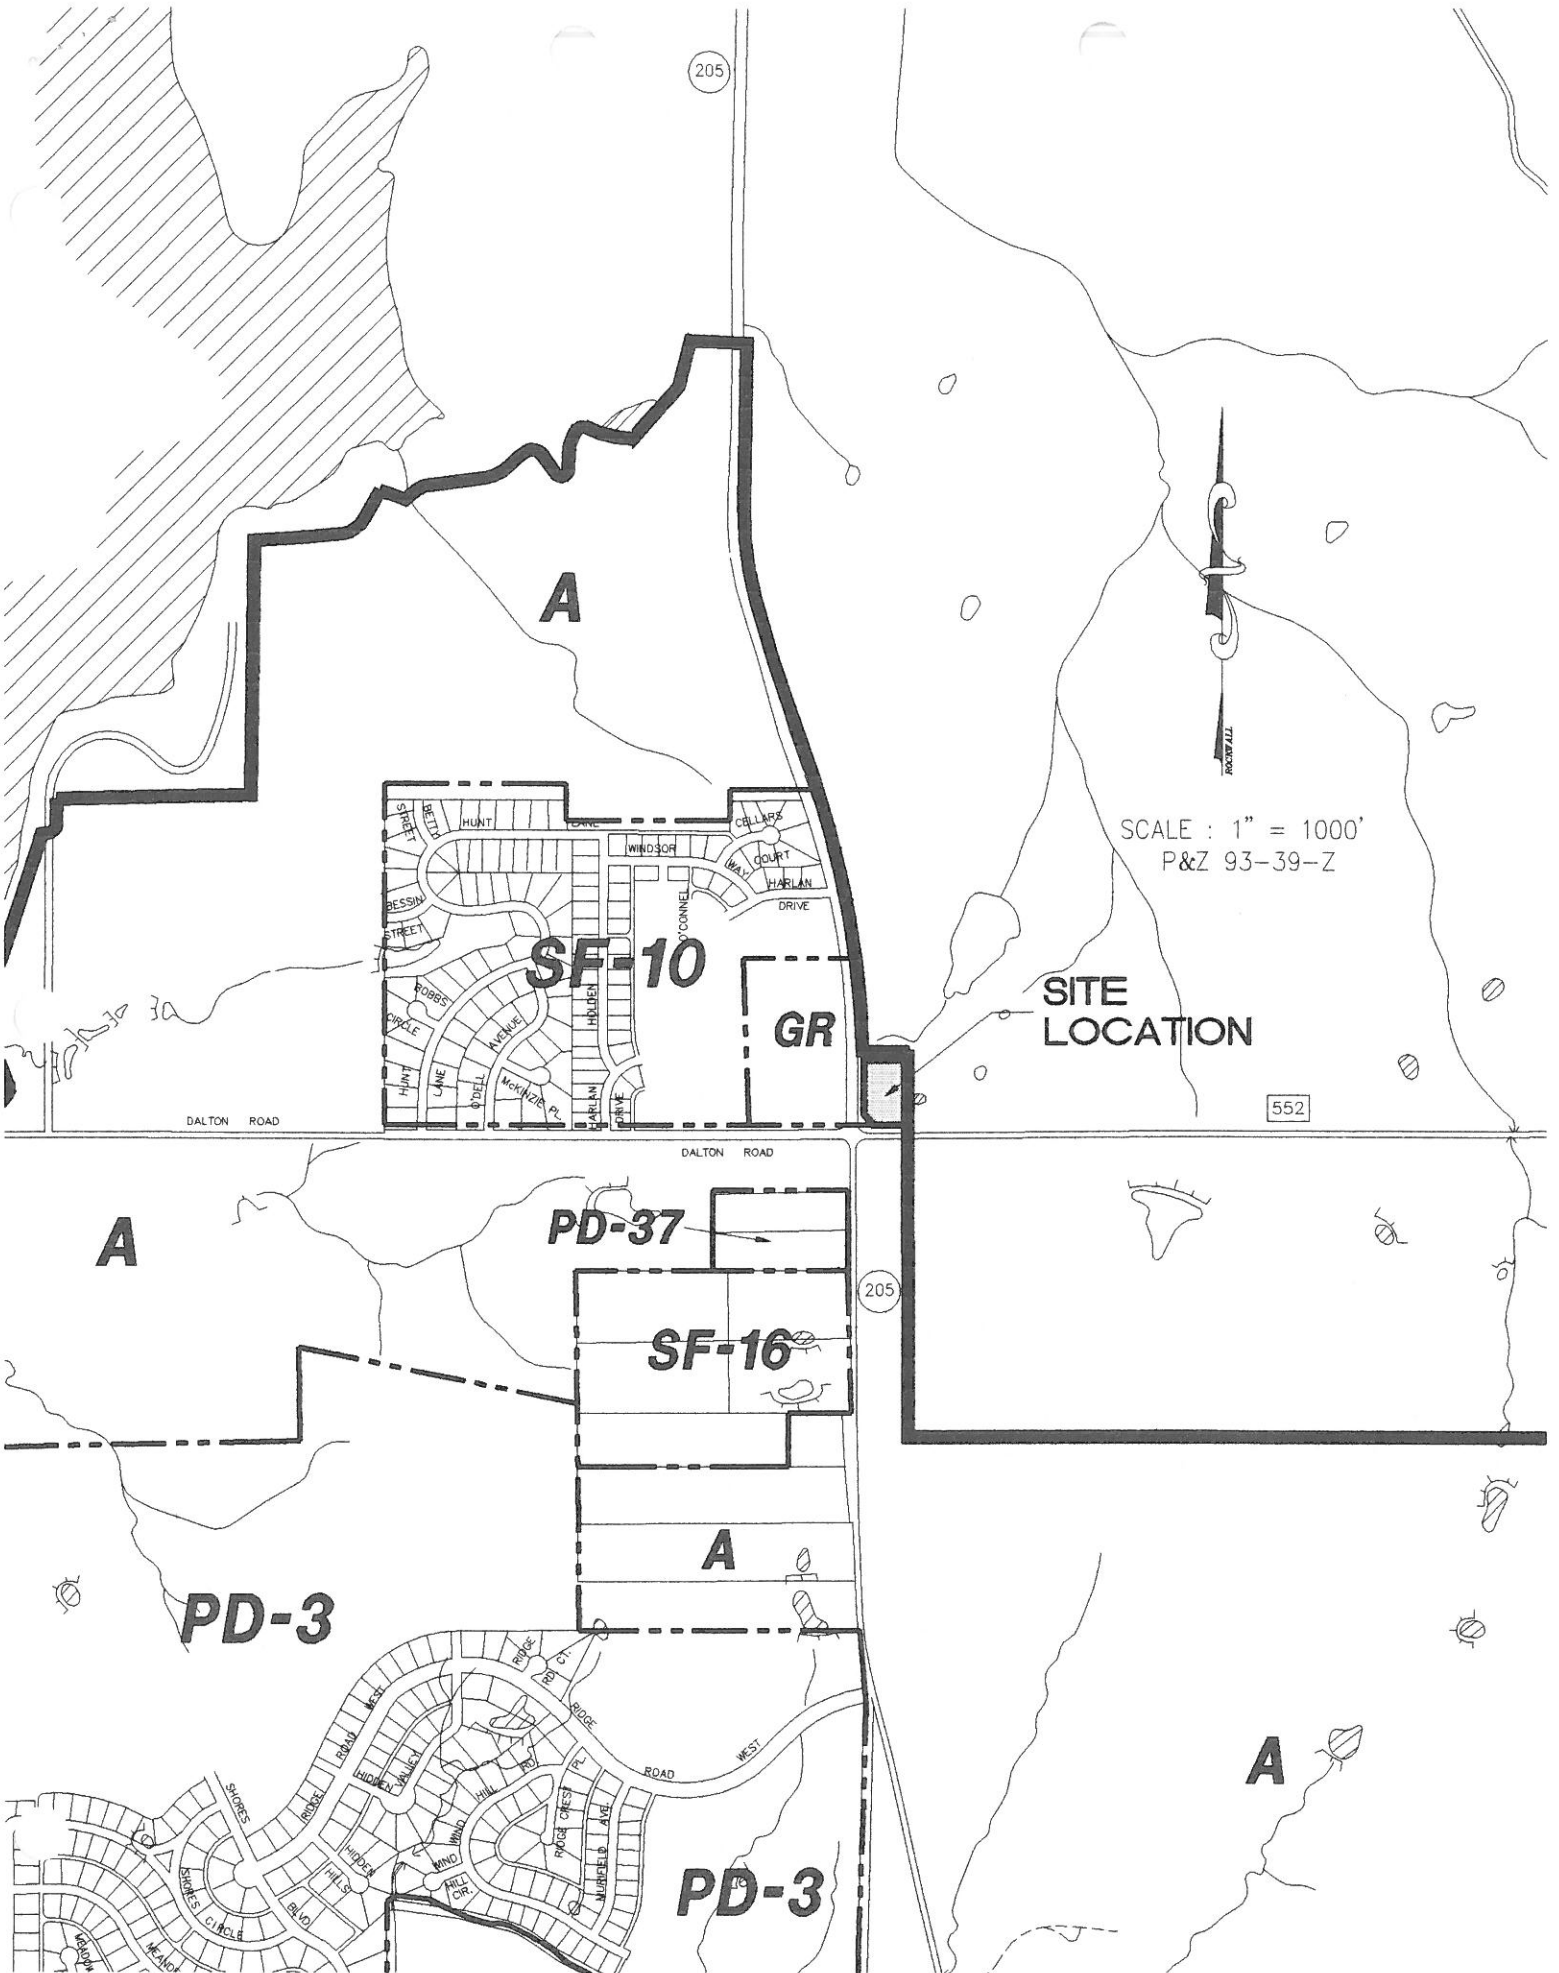 205
A
ROCKWALL
SCALE : 1" = 1000'
P&Z 93-39-Z
STREET
BETTY
HUNT
LANE
CELLARS
COURT
WINDSOR
WAY
HARLAN
DRIVE
BESSIN
STREET
O'CONNEL
SF-10
BOBBS
CIRCLE
HOLDEN
AVENUE
GR
SITE
LOCATION
HUNT
LANE
O'DELL
McKINZIE PL.
HARLAN
DRIVE
552
DALTON ROAD
DALTON ROAD
A
PD-37
205
SF-16
A
PD-3
RIDGE
RD.
CT.
RIDGE
ROAD
WEST
RIDGE
ROAD
WEST
HIDDEN
VALLEY
WIND
HILL
RD
PL.
RIDGE CREST
MURIFIELD AVE.
SHORES
HIDDEN
HILLS
WIND
HILL
CIR.
BLVD
SHORES
CIRCLE
A
PD-3